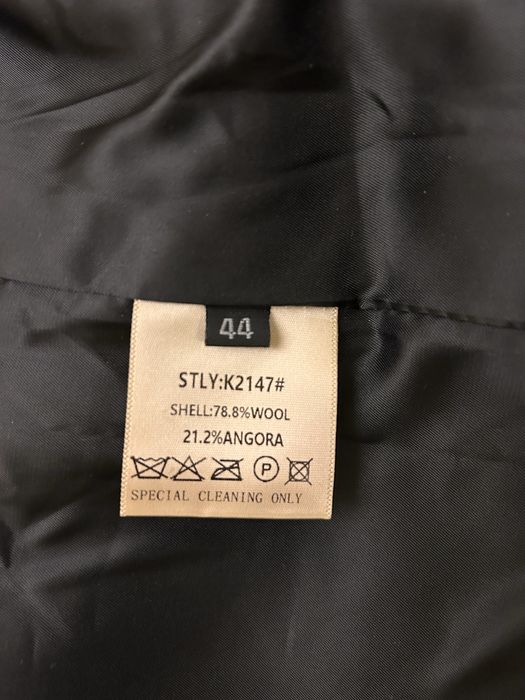 44
STLY:K2147#
SHELL:78.8%WOOL
21.2%ANGORA
P
SPECIAL CLEANING ONLY